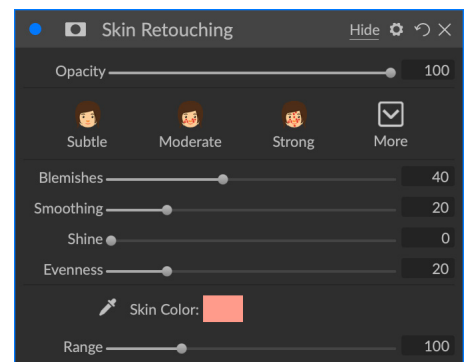 Skin Retouching Hide
Opacity 100
Subtle Moderate Strong More
Blemishes 40
Smoothing 20
Shine 0
Evenness 20
Skin Color:
Range 100